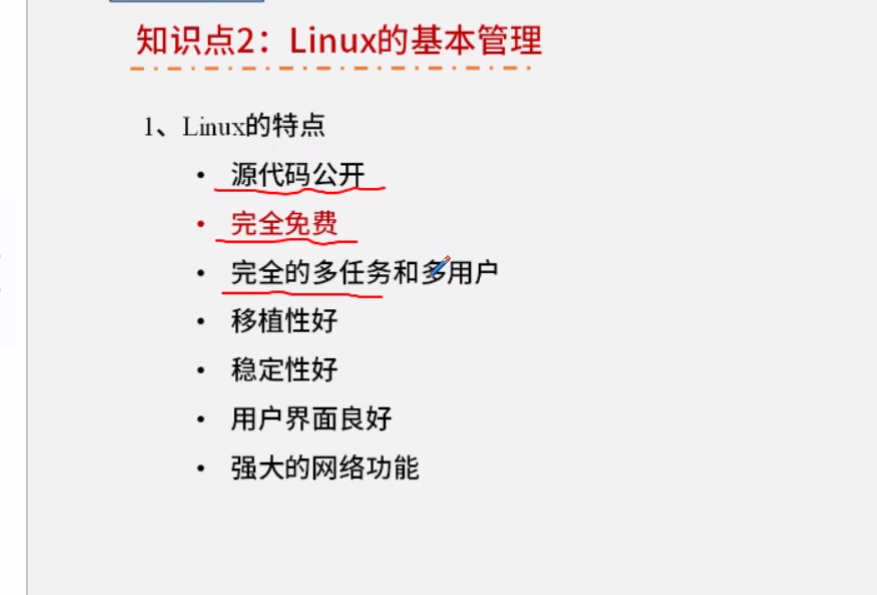 知识点2：Linux的基本管理
1、Linux的特点
• 源代码公开
• 完全免费
• 完全的多任务和多用户
• 移植性好
• 稳定性好
• 用户界面良好
• 强大的网络功能